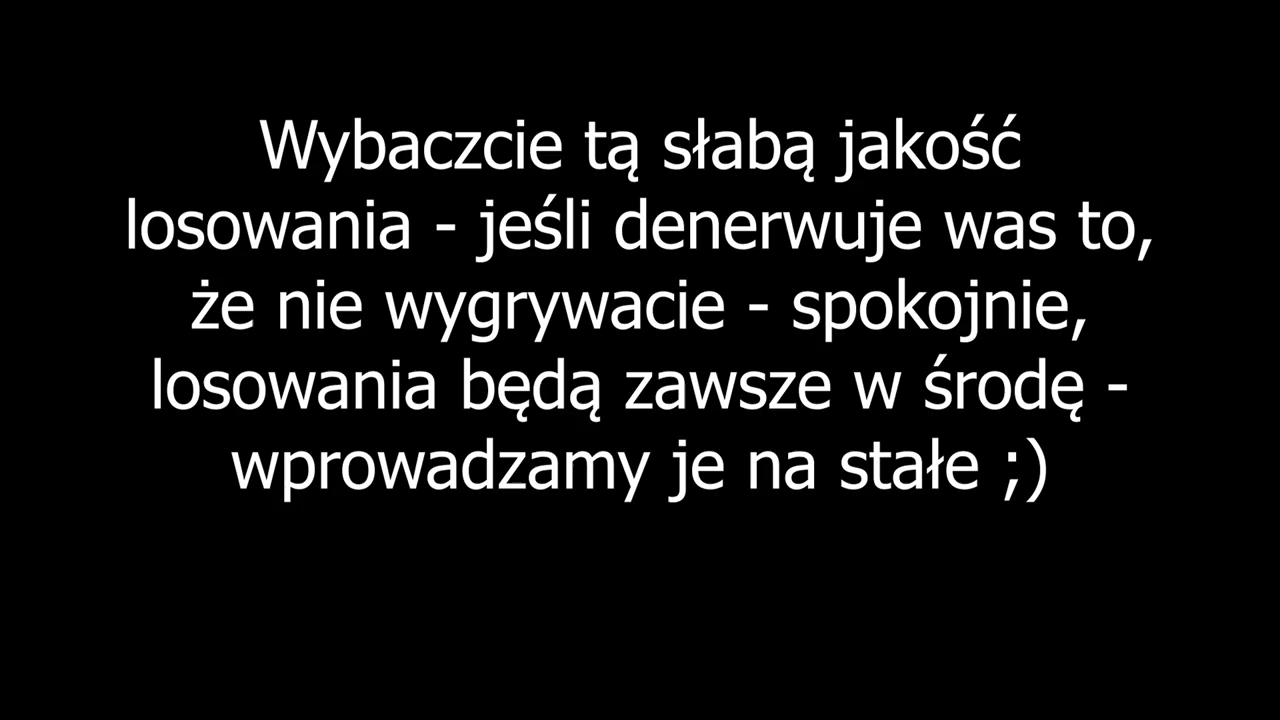 Wybaczcie tą słabą jakość
losowania - jeśli denerwuje was to,
że nie wygrywacie - spokojnie,
losowania będą zawsze w środę -
wprowadzamy je na stałe ;)